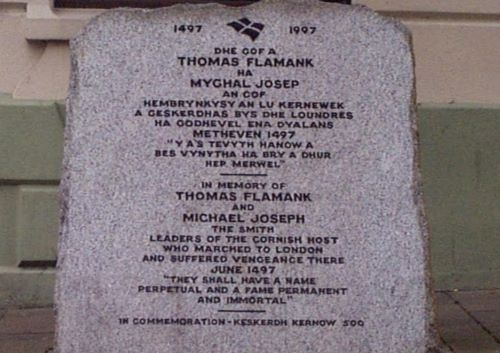 1497 1997
DHE GOF A
THOMAS FLAMANK
HA
MYGHAL JOSEP
AN GOF
HEMBRYNKYSY AN LU KERNEWEK
A GESKERDHAS BYS DHE LOUNDRES
HA GODHEVEL ENA DYALANS
METHEVEN 1497
"Y A'S TEVYTH HANOW A
BES VYNYTHA HA BRY A DHUR
HEP MERWEL"
IN MEMORY OF
THOMAS FLAMANK
AND
MICHAEL JOSEPH
THE SMITH
LEADERS OF THE CORNISH HOST
WHO MARCHED TO LONDON
AND SUFFERED VENGEANCE THERE
JUNE 1497
"THEY SHALL HAVE A NAME
PERPETUAL AND A FAME PERMANENT
AND IMMORTAL"
IN COMMEMORATION - KESKERDH KERNOW 500